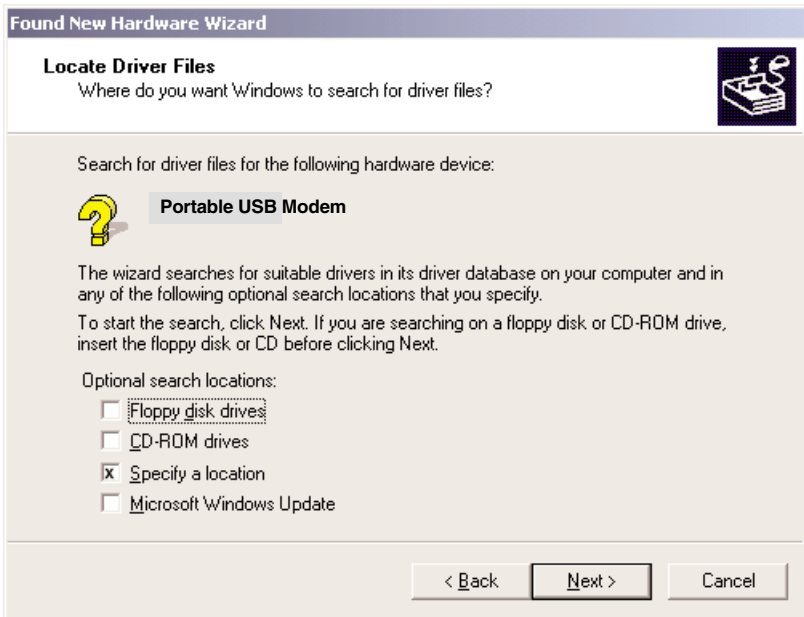 Found New Hardware Wizard
Locate Driver Files
Where do you want Windows to search for driver files?
Search for driver files for the following hardware device:
Portable USB Modem
The wizard searches for suitable drivers in its driver database on your computer and in
any of the following optional search locations that you specify.
To start the search, click Next. If you are searching on a floppy disk or CD-ROM drive,
insert the floppy disk or CD before clicking Next.
Optional search locations:
Floppy disk drives
CD-ROM drives
Specify a location
Microsoft Windows Update
< Back Next > Cancel